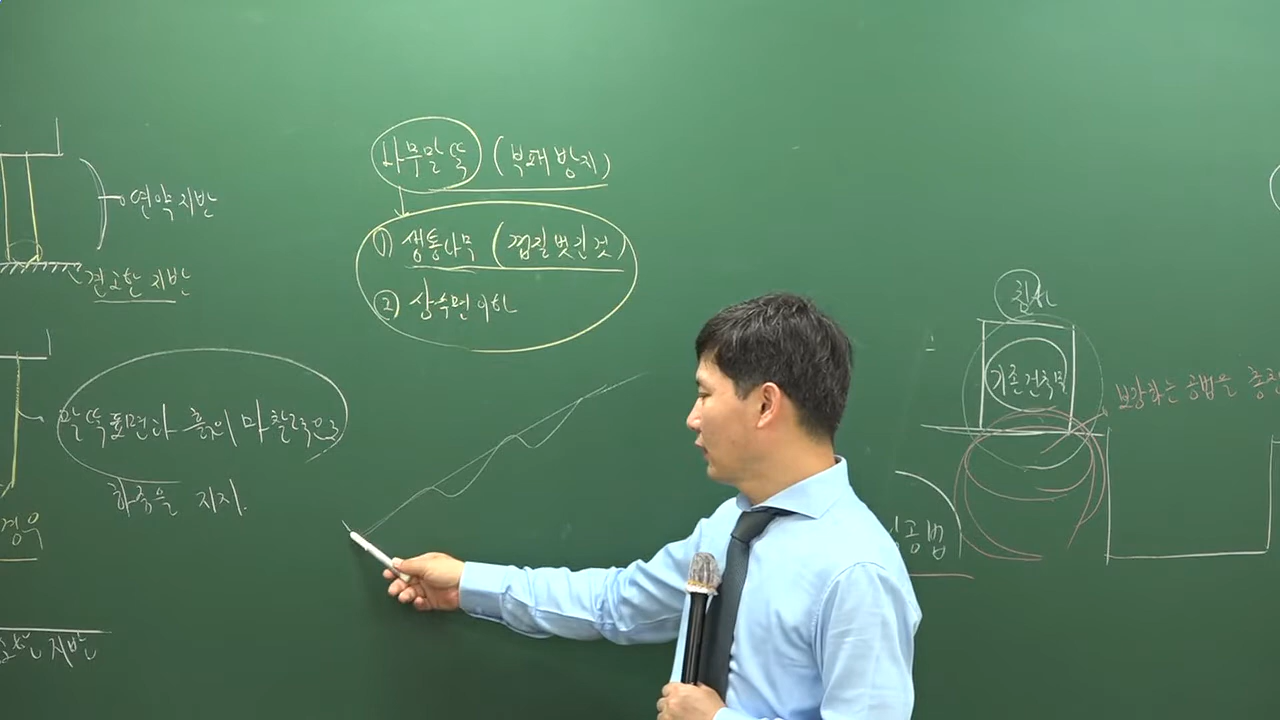 연약지반
견고한 지반
말뚝표면과 흙의 마찰력으로
하중을 지지.
경우
지반
나무말뚝 (부패방지)
① 생통나무 (껍질벗긴것)
② 상수면 이하
침하
기존건축물
보강하는 공법을 총
공법